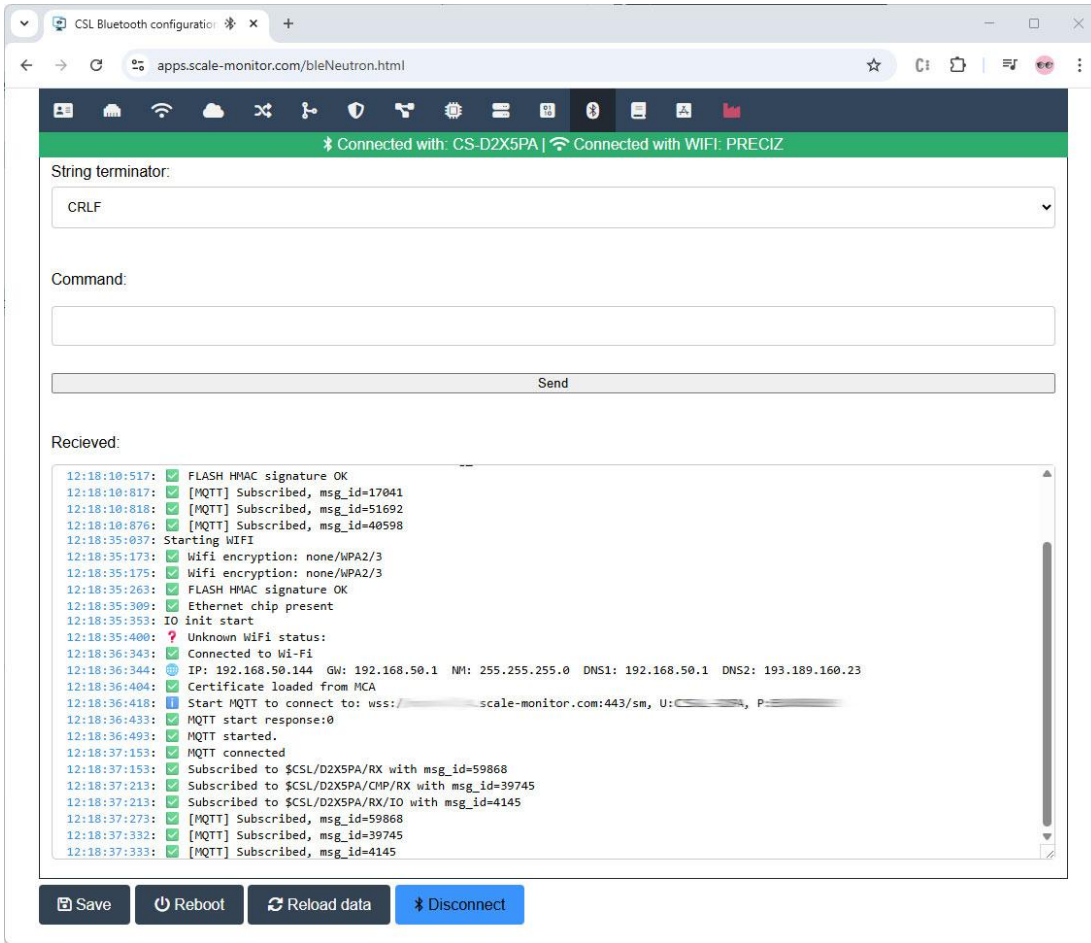 CSL Bluetooth configuration
apps.scale-monitor.com/bleNeutron.html
Connected with: CS-D2X5PA | Connected with WIFI: PRECIZ
String terminator:
CRLF
Command:
Send
Recieved:
12:18:10:517: ✅ FLASH HMAC signature OK
12:18:10:817: ✅ [MQTT] Subscribed, msg_id=17041
12:18:10:818: ✅ [MQTT] Subscribed, msg_id=51692
12:18:10:876: ✅ [MQTT] Subscribed, msg_id=40598
12:18:35:037: Starting WIFI
12:18:35:173: ✅ Wifi encryption: none/WPA2/3
12:18:35:175: ✅ Wifi encryption: none/WPA2/3
12:18:35:263: ✅ FLASH HMAC signature OK
12:18:35:309: ✅ Ethernet chip present
12:18:35:353: IO init start
12:18:35:400: ❓ Unknown WiFi status:
12:18:36:343: ✅ Connected to Wi-Fi
12:18:36:344: 🌐 IP: 192.168.50.144 GW: 192.168.50.1 NM: 255.255.255.0 DNS1: 192.168.50.1 DNS2: 193.189.160.23
12:18:36:404: ✅ Certificate loaded from MCA
12:18:36:418: ℹ️ Start MQTT to connect to: wss:/ .scale-monitor.com:443/sm, U: , P:
12:18:36:433: ✅ MQTT start response:0
12:18:36:493: ✅ MQTT started.
12:18:37:153: ✅ MQTT connected
12:18:37:153: ✅ Subscribed to $CSL/D2X5PA/RX with msg_id=59868
12:18:37:213: ✅ Subscribed to $CSL/D2X5PA/CMP/RX with msg_id=39745
12:18:37:213: ✅ Subscribed to $CSL/D2X5PA/RX/IO with msg_id=4145
12:18:37:273: ✅ [MQTT] Subscribed, msg_id=59868
12:18:37:332: ✅ [MQTT] Subscribed, msg_id=39745
12:18:37:333: ✅ [MQTT] Subscribed, msg_id=4145
Save Reboot Reload data Disconnect